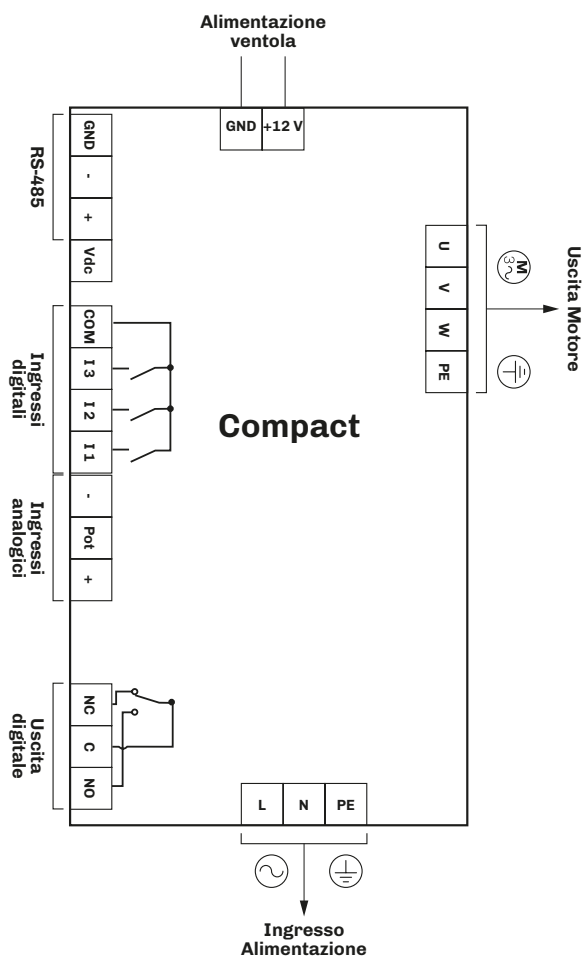 Alimentazione
ventola
GND
+12 V
RS-485
GND
-
+
Vdc
Ingressi
digitali
COM
I3
I2
I1
Ingressi
analogici
-
Pot
+
Uscita
digitale
NC
C
NO
Compact
U
V
W
PE
M
3
Uscita Motore
L
N
PE
Ingresso
Alimentazione